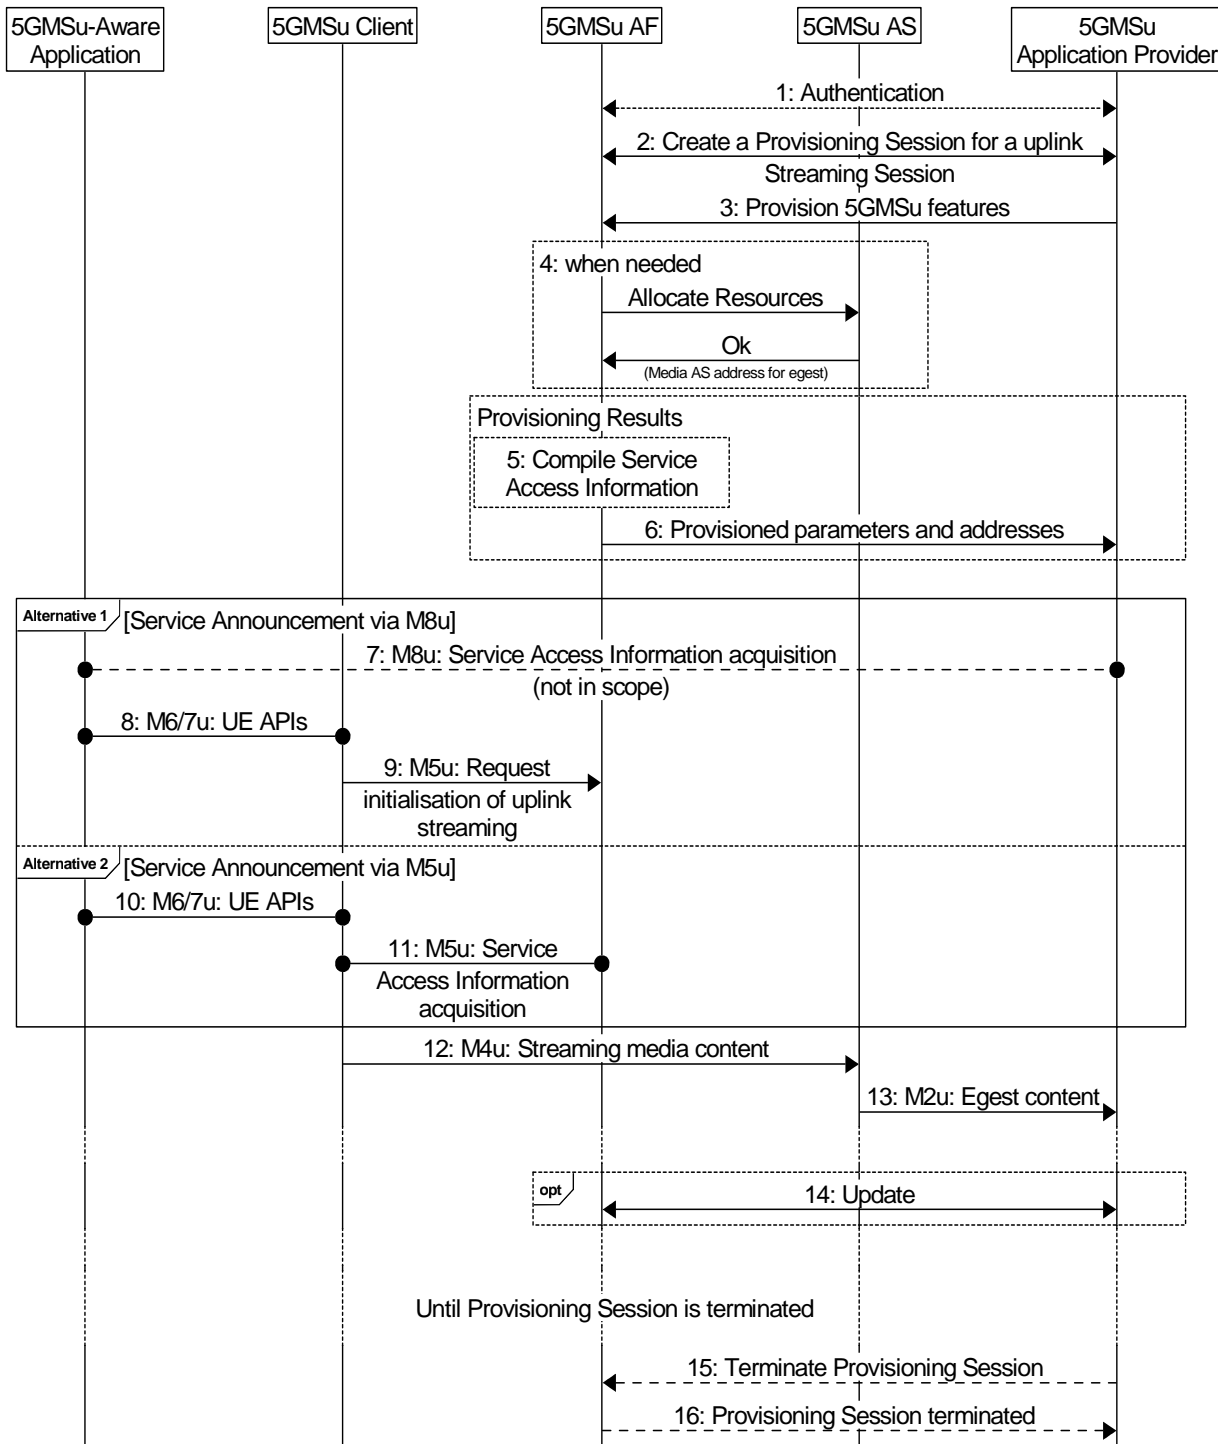 5GMSu-Aware
Application
5GMSu Client
5GMSu AF
5GMSu AS
5GMSu
Application Provider
1: Authentication
2: Create a Provisioning Session for a uplink
Streaming Session
3: Provision 5GMSu features
4: when needed
Allocate Resources
Ok
(Media AS address for egest)
Provisioning Results
5: Compile Service
Access Information
6: Provisioned parameters and addresses
Alternative 1
[Service Announcement via M8u]
7: M8u: Service Access Information acquisition
(not in scope)
8: M6/7u: UE APIs
9: M5u: Request
initialisation of uplink
streaming
Alternative 2
[Service Announcement via M5u]
10: M6/7u: UE APIs
11: M5u: Service
Access Information
acquisition
12: M4u: Streaming media content
13: M2u: Egest content
opt
14: Update
Until Provisioning Session is terminated
15: Terminate Provisioning Session
16: Provisioning Session terminated